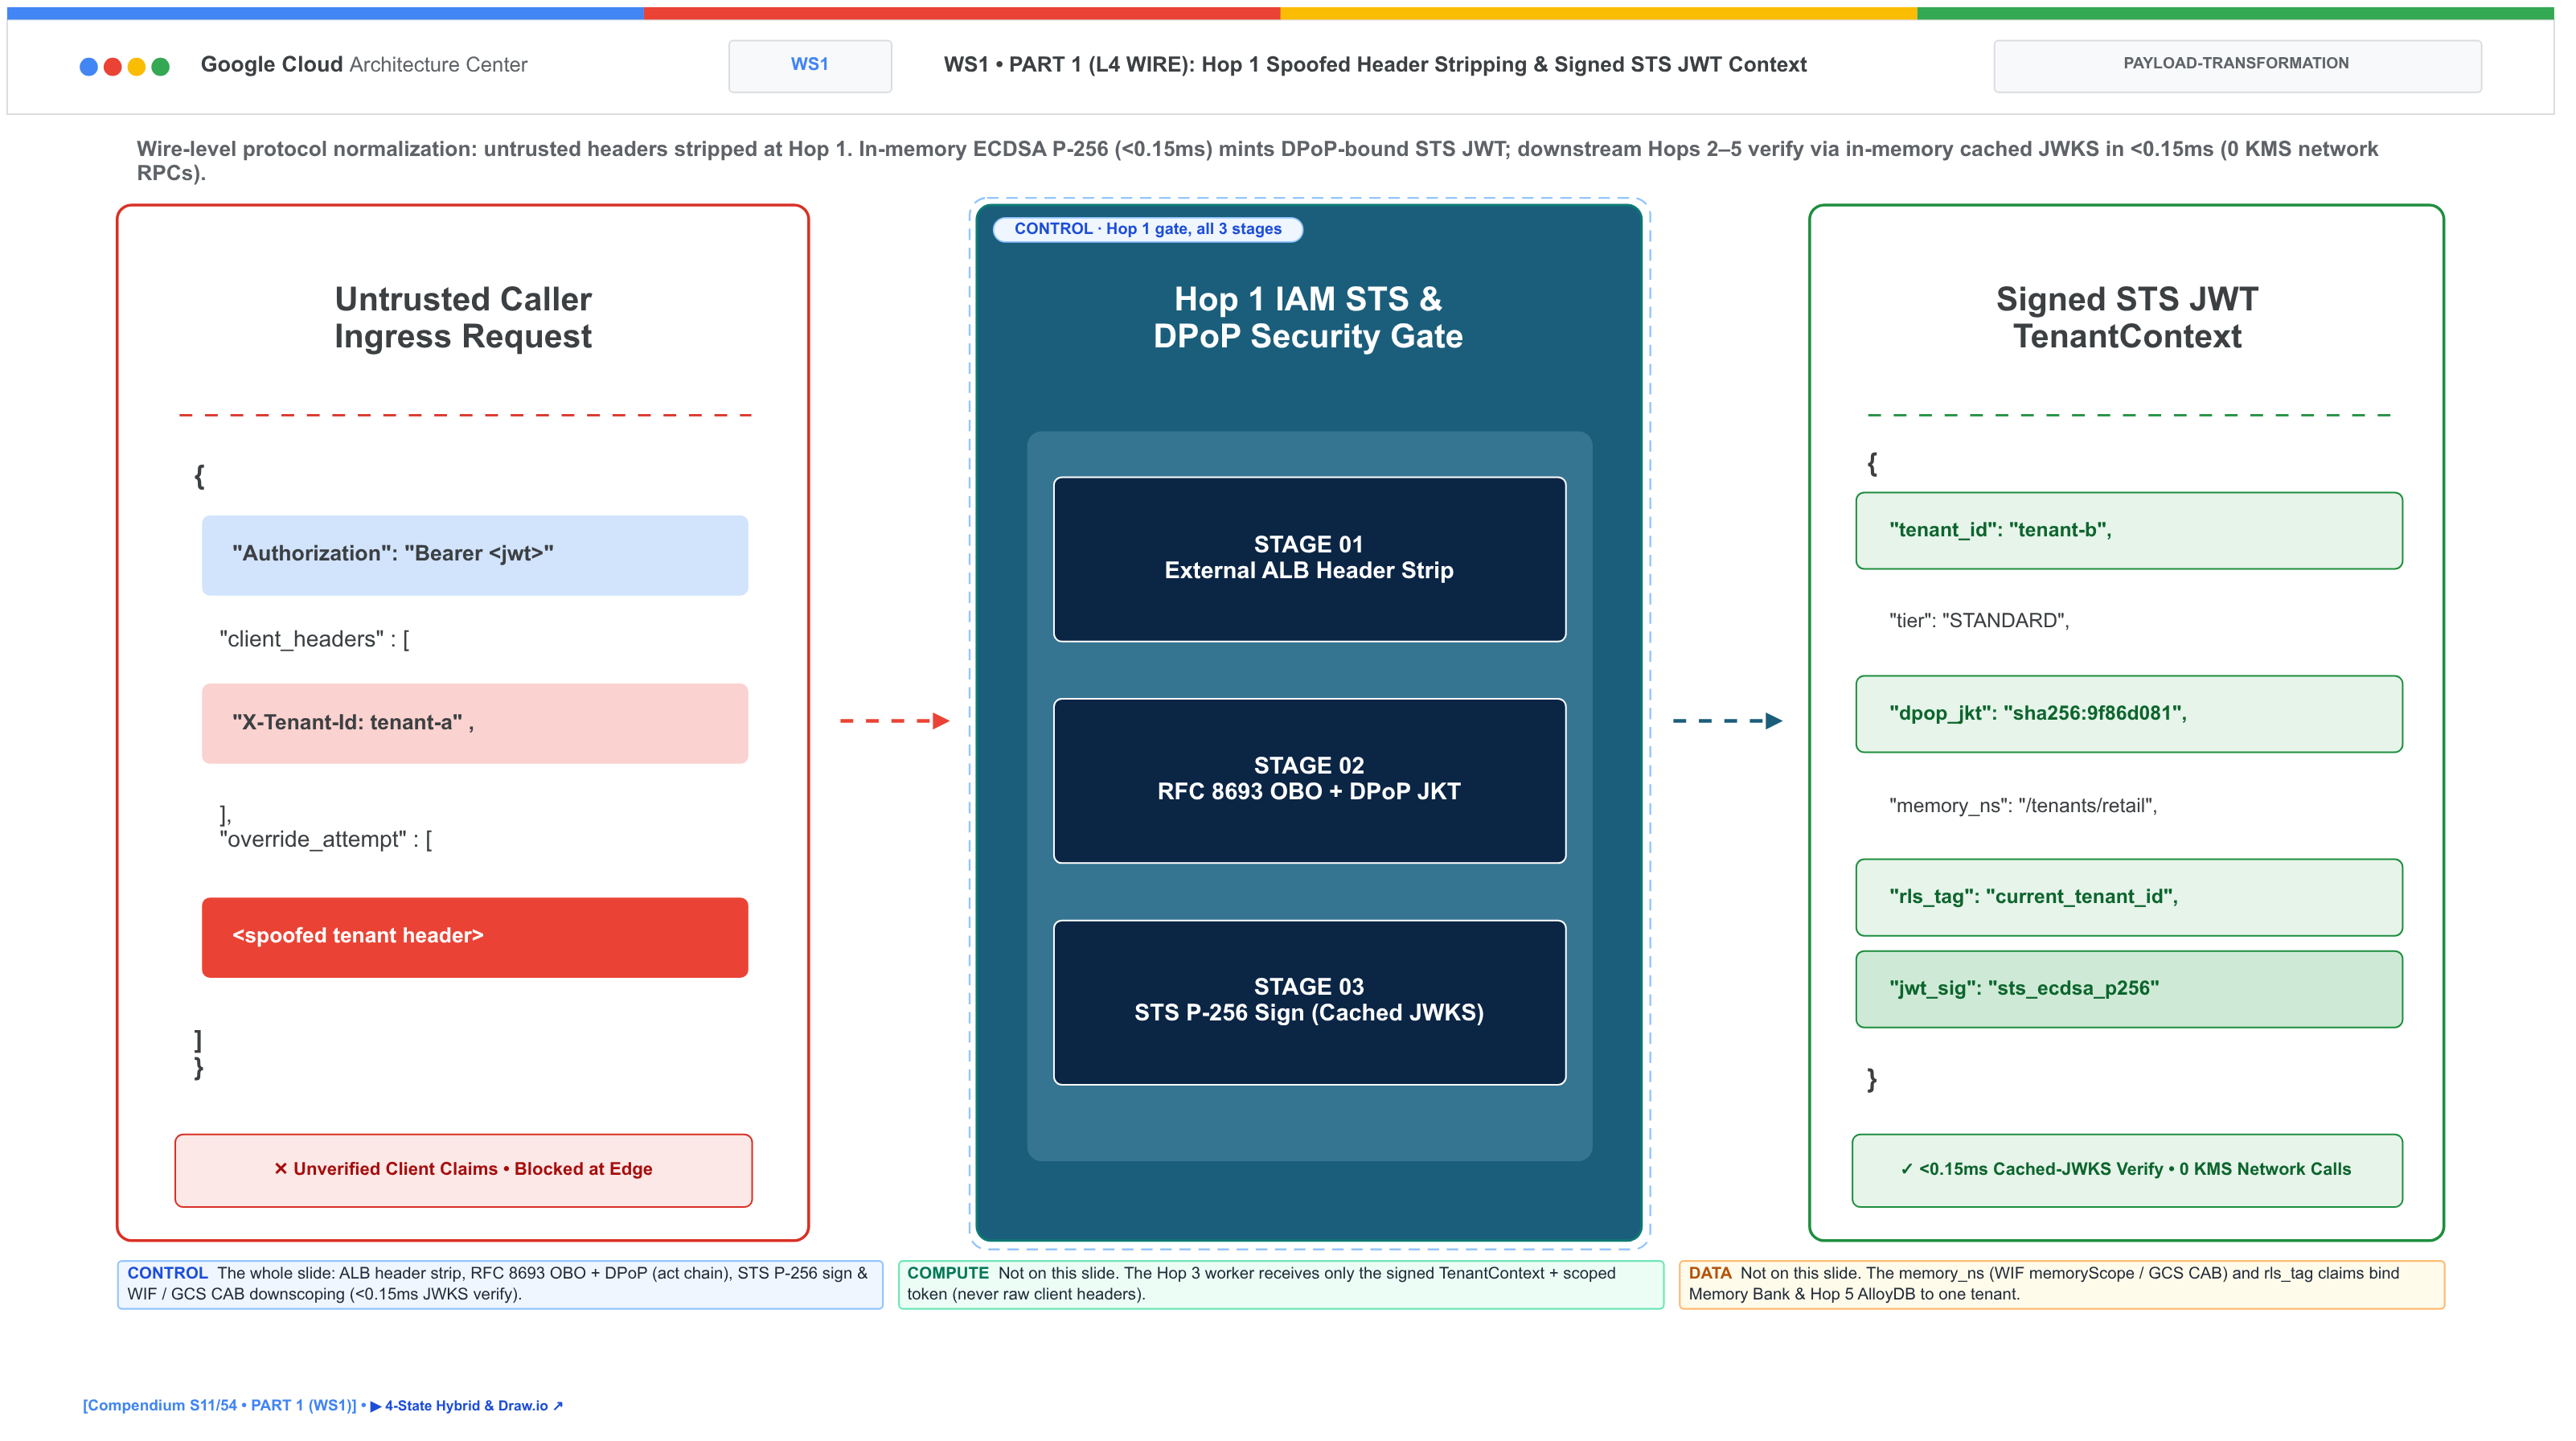 Google Cloud Architecture Center
WS1
WS1 • PART 1 (L4 WIRE): Hop 1 Spoofed Header Stripping & Signed STS JWT Context
PAYLOAD-TRANSFORMATION
Wire-level protocol normalization: untrusted headers stripped at Hop 1. In-memory ECDSA P-256 (<0.15ms) mints DPoP-bound STS JWT; downstream Hops 2–5 verify via in-memory cached JWKS in <0.15ms (0 KMS network
RPCs).
Untrusted Caller
Ingress Request
{
"Authorization": "Bearer <jwt>"
"client_headers" : [
"X-Tenant-Id: tenant-a" ,
],
"override_attempt" : [
<spoofed tenant header>
]
}
✕ Unverified Client Claims • Blocked at Edge
CONTROL · Hop 1 gate, all 3 stages
Hop 1 IAM STS &
DPoP Security Gate
STAGE 01
External ALB Header Strip
STAGE 02
RFC 8693 OBO + DPoP JKT
STAGE 03
STS P-256 Sign (Cached JWKS)
Signed STS JWT
TenantContext
{
"tenant_id": "tenant-b",
"tier": "STANDARD",
"dpop_jkt": "sha256:9f86d081",
"memory_ns": "/tenants/retail",
"rls_tag": "current_tenant_id",
"jwt_sig": "sts_ecdsa_p256"
}
✓ <0.15ms Cached-JWKS Verify • 0 KMS Network Calls
CONTROL The whole slide: ALB header strip, RFC 8693 OBO + DPoP (act chain), STS P-256 sign &
WIF / GCS CAB downscoping (<0.15ms JWKS verify).
COMPUTE Not on this slide. The Hop 3 worker receives only the signed TenantContext + scoped
token (never raw client headers).
DATA Not on this slide. The memory_ns (WIF memoryScope / GCS CAB) and rls_tag claims bind
Memory Bank & Hop 5 AlloyDB to one tenant.
[Compendium S11/54 • PART 1 (WS1)] • ▶ 4-State Hybrid & Draw.io ↗